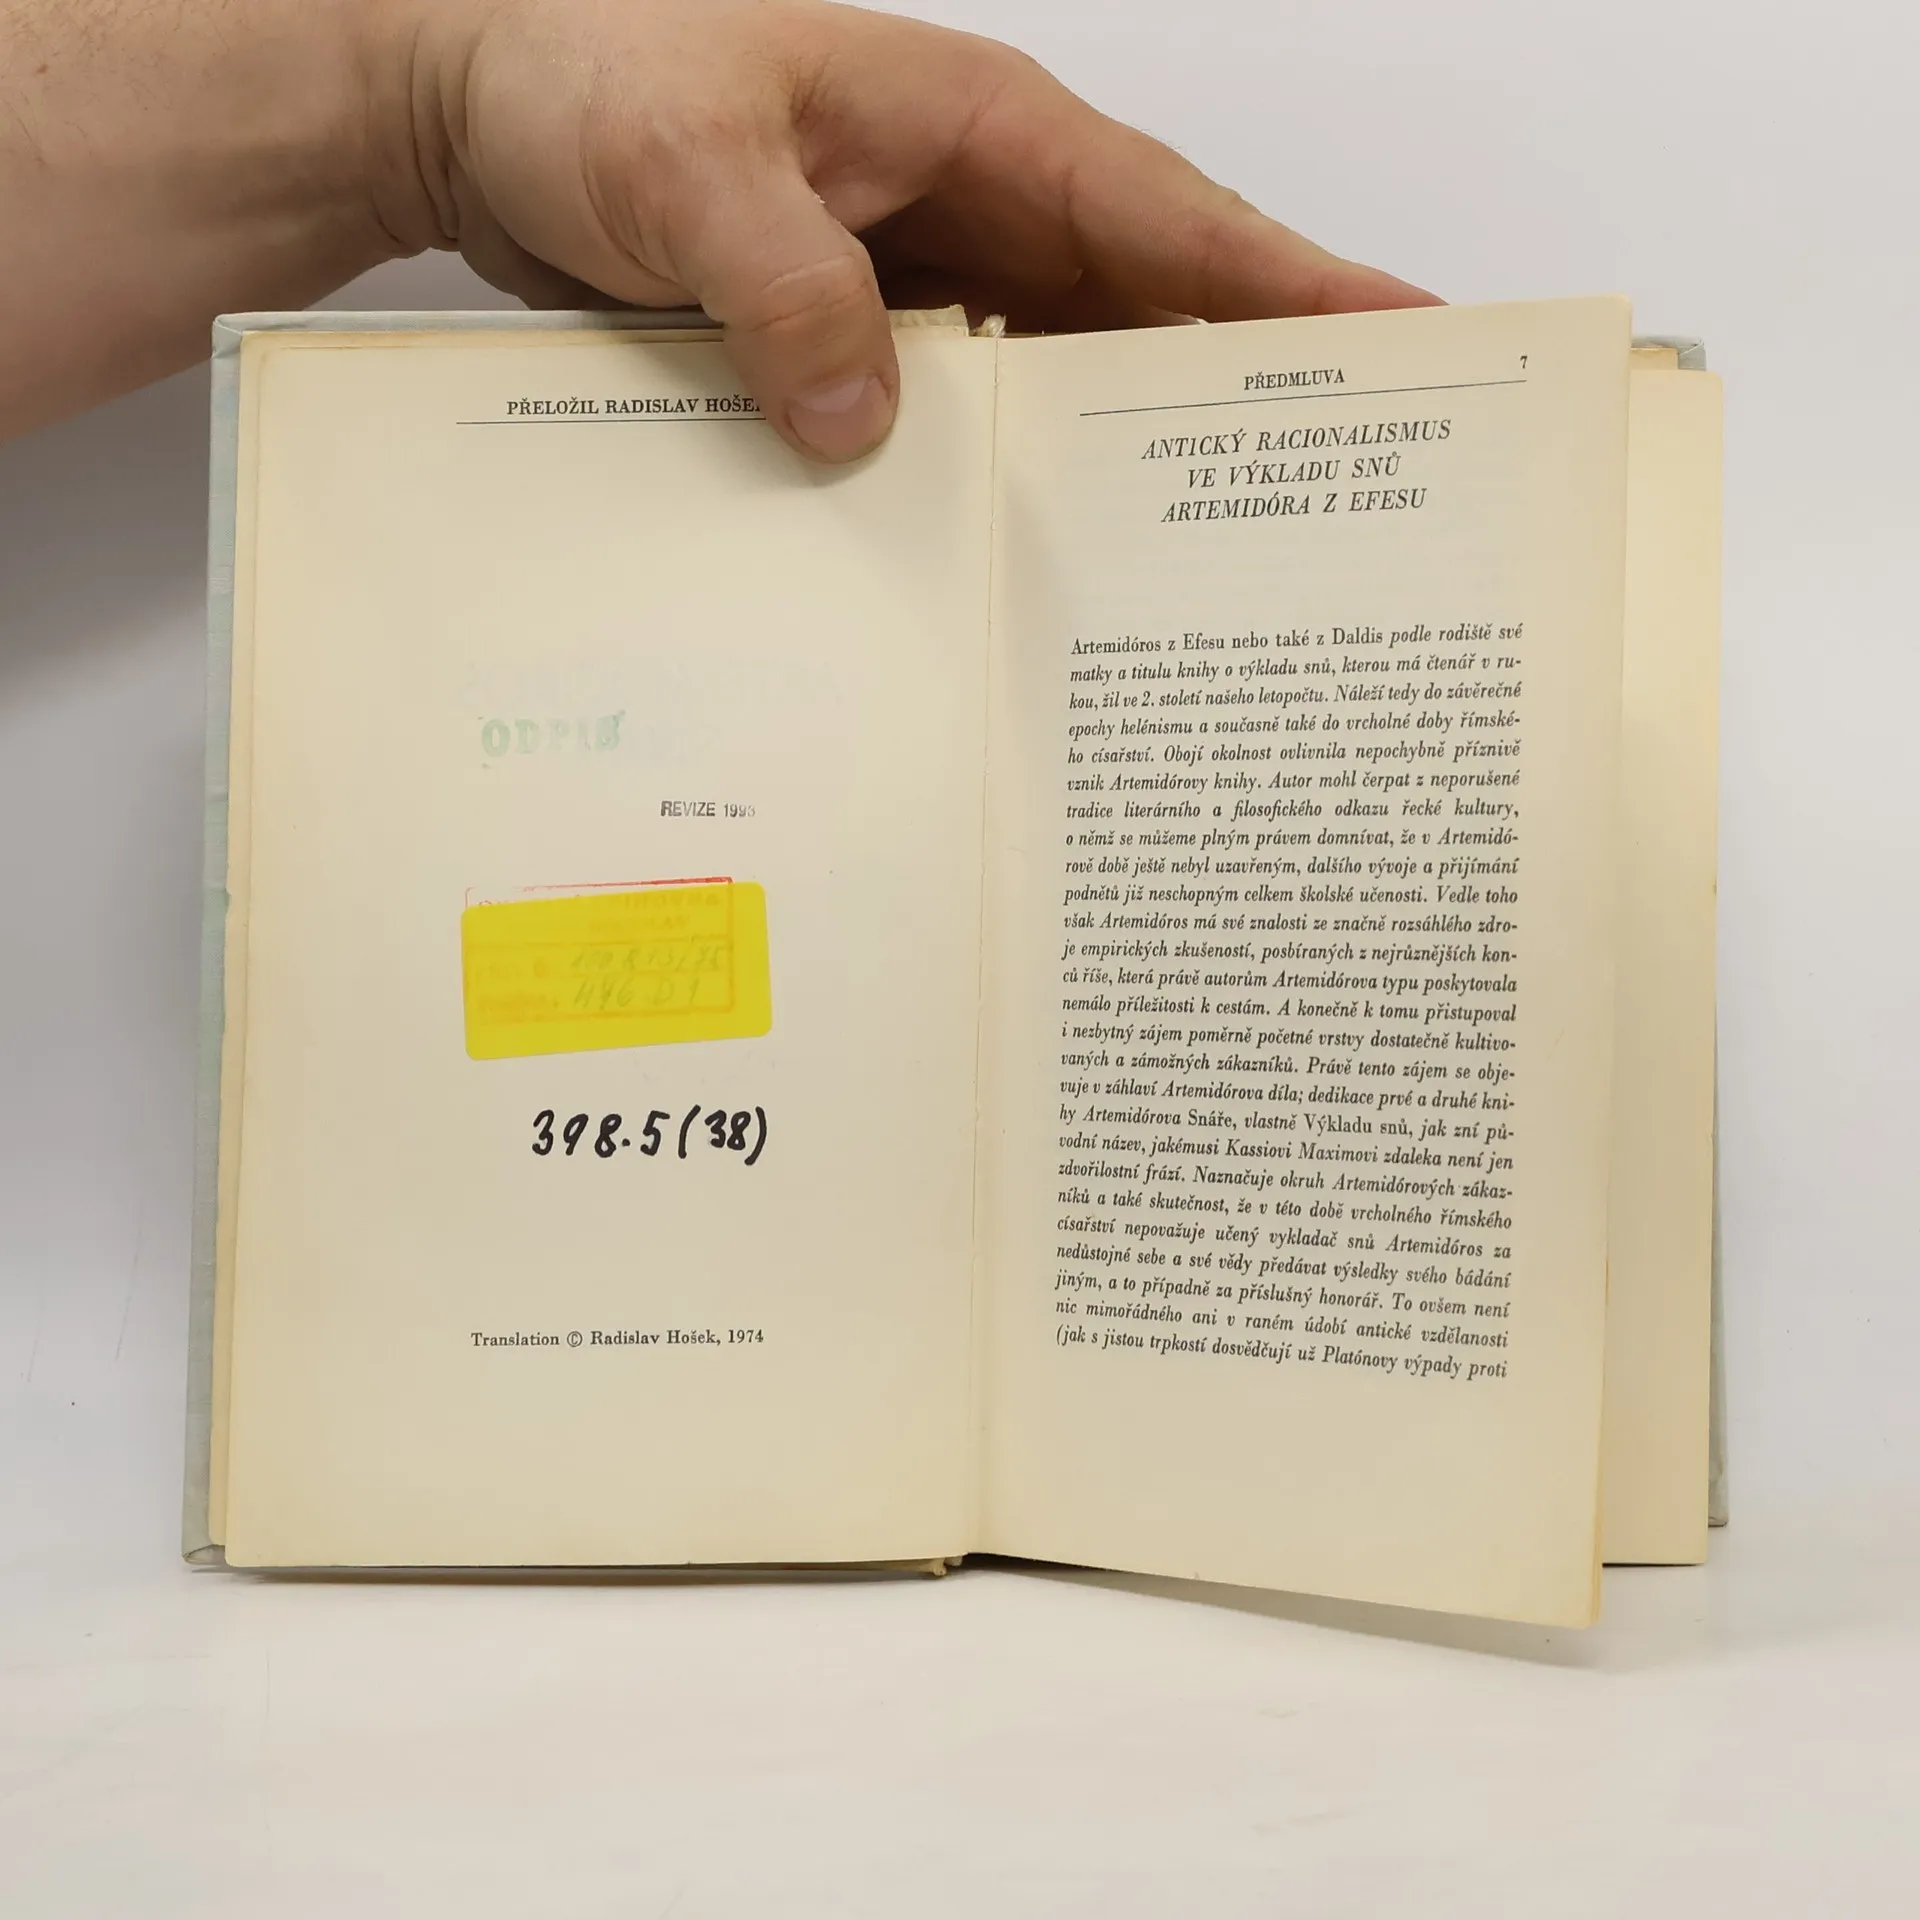 PŘELOŽIL RADISLAV
ODPIS
REVIZE 1993
398.5(38)
Translation © Radislav Hošek, 1974
PŘEDMLUVA
7
ANTICKÝ RACIONALISMUS
VE VÝKLADU SNŮ
ARTEMIDÓRA Z EFESU
Artemidóros z Efesu nebo také z Daldis podle rodiště své
matky a titulu knihy o výkladu snů, kterou má čtenář v ru-
kou, žil ve 2. století našeho letopočtu. Náleží tedy do závěrečné
epochy helénismu a současně také do vrcholné doby římské-
ho císařství. Obojí okolnost ovlivnila nepochybně příznivě
vznik Artemidórovy knihy. Autor mohl čerpat z neporušené
tradice literárního a filosofického odkazu řecké kultury,
o němž se můžeme plným právem domnívat, že v Artemidó-
rově době ještě nebyl uzavřeným, dalšího vývoje a přijímání
podnětů již neschopným celkem školské učenosti. Vedle toho
však Artemidóros má své znalosti ze značně rozsáhlého zdro-
je empirických zkušeností, posbíraných z nejrůznějších kon-
ců říše, která právě autorům Artemidórova typu poskytovala
nemálo příležitosti k cestám. A konečně k tomu přistupoval
i nezbytný zájem poměrně početné vrstvy dostatečně kultivo-
vaných a zámožných zákazníků. Právě tento zájem se obje-
vuje v záhlaví Artemidórova díla; dedikace prvé a druhé kni-
hy Artemidórova Snáře, vlastně Výkladu snů, jak zní pů-
vodní název, jakémusi Kassiovi Maximovi zdaleka není jen
zdvořilostní frází. Naznačuje okruh Artemidórových zákaz-
níků a také skutečnost, že v této době vrcholného římského
císařství nepovažuje učený vykladač snů Artemidóros za
nedůstojné sebe a své vědy předávat výsledky svého bádání
jiným, a to případně za příslušný honorář. To ovšem není
nic mimořádného ani v raném údobí antické vzdělanosti
(jak s jistou trpkostí dosvědčují už Platónovy výpady proti